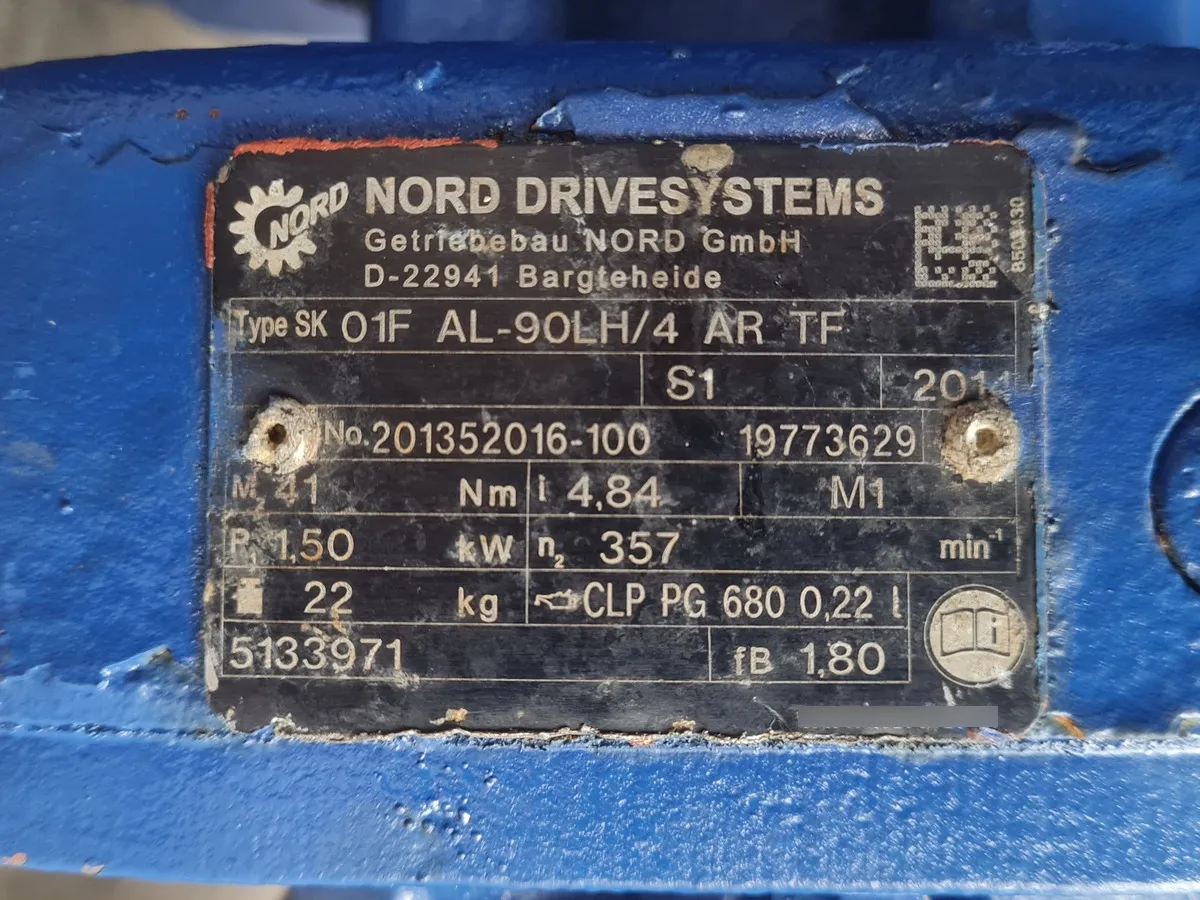 NORD NORD DRIVESYSTEMS
Getriebebau NORD GmbH
D-22941 Bargteheide
Type SK 01F AL-90LH/4 AR TF
S1
No. 201352016-100 19773629
M₂ 41 Nm i 4,84 M1
P₁ 1,50 kW n₂ 357 min⁻¹
22 kg CLP PG 680 0,22 l
5133971 fB 1,80
i